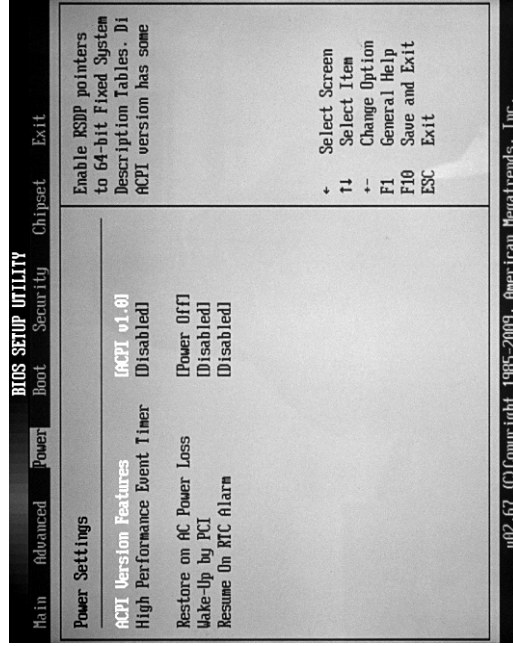 BIOS SETUP UTILITY
Main Advanced Power Boot Security Chipset Exit
Power Settings
ACPI Version Features [ACPI v1.0]
High Performance Event Timer [Disabled]
Restore on AC Power Loss [Power Off]
Wake-Up by PCI [Disabled]
Resume On RTC Alarm [Disabled]
Enable RSDP pointers
to 64-bit Fixed System
Description Tables. Di
ACPI version has some
← Select Screen
↑↓ Select Item
+- Change Option
F1 General Help
F10 Save and Exit
ESC Exit
v02.67 (C)Copyright 1985-2009, American Megatrends, Inc.